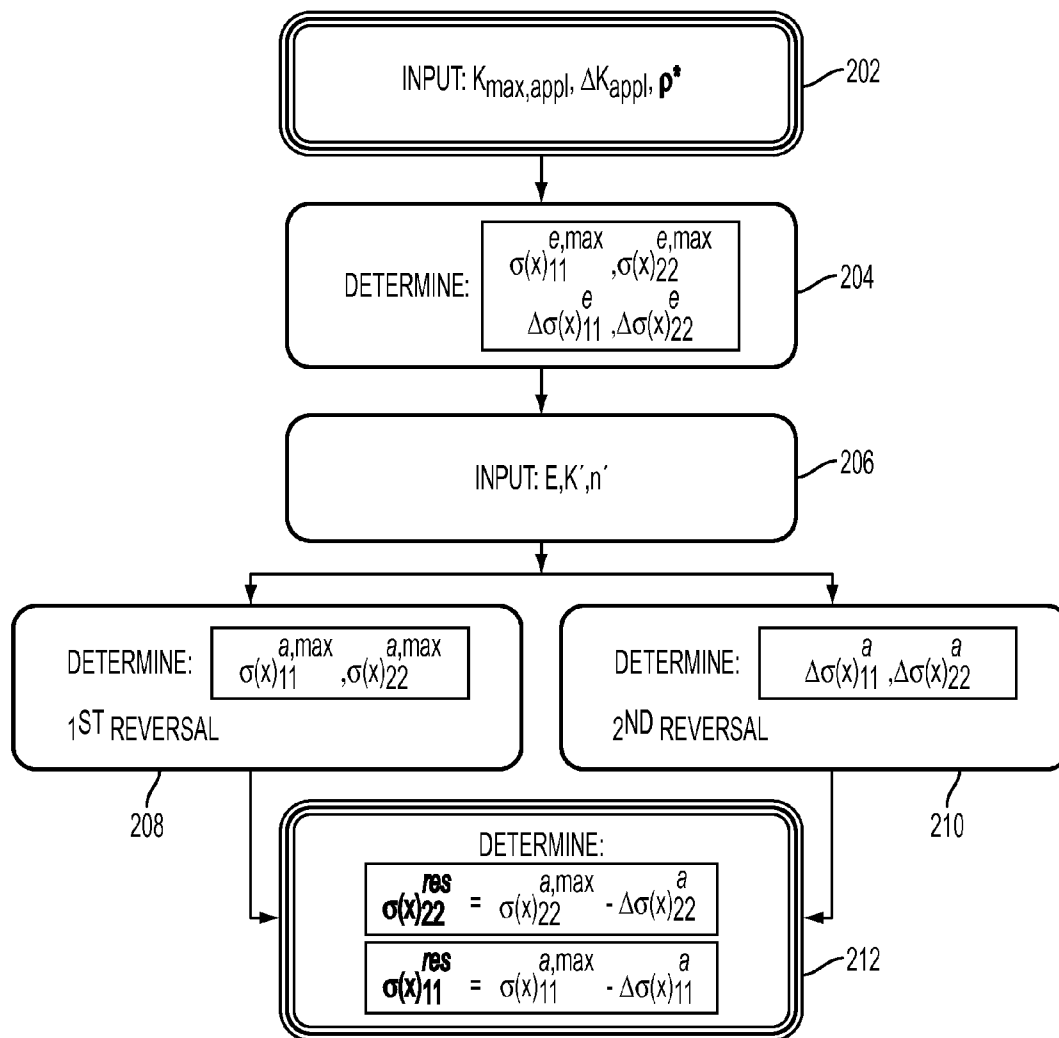 INPUT: K_max,appl, ΔK_appl, ρ*
202
DETERMINE:
σ(x)₁₁^e,max ,σ(x)₂₂^e,max
Δσ(x)₁₁^e ,Δσ(x)₂₂^e
204
INPUT: E,K´,n´
206
DETERMINE: σ(x)₁₁^a,max ,σ(x)₂₂^a,max
1ST REVERSAL
208
DETERMINE: Δσ(x)₁₁^a ,Δσ(x)₂₂^a
2ND REVERSAL
210
DETERMINE:
σ(x)₂₂^res = σ(x)₂₂^a,max - Δσ(x)₂₂^a
σ(x)₁₁^res = σ(x)₁₁^a,max - Δσ(x)₁₁^a
212